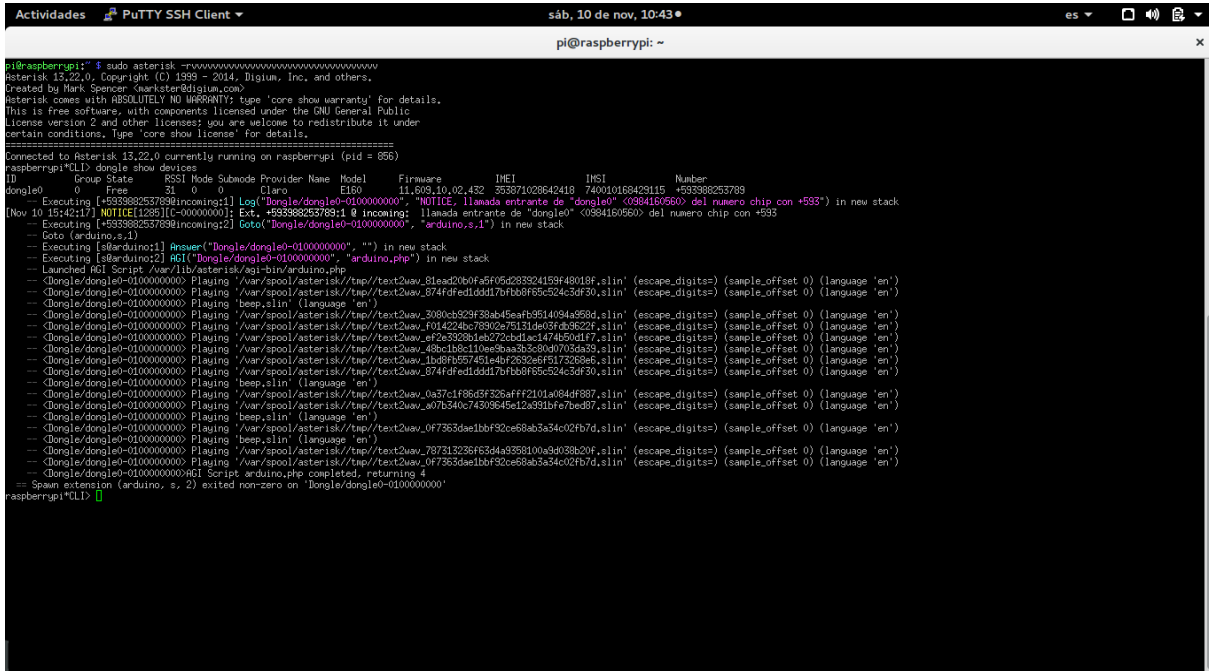 Actividades PuTTY SSH Client sáb, 10 de nov, 10:43 es
pi@raspberrypi: ~ ×
pi@raspberrypi:~ $ sudo asterisk -rvvvvvvvvvvvvvvvvvvvvvvvvvvvvvvvvvv
Asterisk 13.22.0, Copyright (C) 1999 - 2014, Digium, Inc. and others.
Created by Mark Spencer <markster@digium.com>
Asterisk comes with ABSOLUTELY NO WARRANTY; type 'core show warranty' for details.
This is free software, with components licensed under the GNU General Public
License version 2 and other licenses; you are welcome to redistribute it under
certain conditions. Type 'core show license' for details.
=========================================================================
Connected to Asterisk 13.22.0 currently running on raspberrypi (pid = 856)
raspberrypi*CLI> dongle show devices
ID Group State RSSI Mode Submode Provider Name Model Firmware IMEI IMSI Number
dongle0 0 Free 31 0 0 Claro E160 11.609.10.02.432 353871028642418 740010168429115 +593988253789
-- Executing [+593988253789@incoming:1] Log("Dongle/dongle0-0100000000", "NOTICE, llamada entrante de "dongle0" <0984160560> del numero chip con +593") in new stack
[Nov 10 15:42:17] NOTICE[1285][C-00000000]: Ext. +593988253789:1 @ incoming: llamada entrante de "dongle0" <0984160560> del numero chip con +593
-- Executing [+593988253789@incoming:2] Goto("Dongle/dongle0-0100000000", "arduino,s,1") in new stack
-- Goto (arduino,s,1)
-- Executing [s@arduino:1] Answer("Dongle/dongle0-0100000000", "") in new stack
-- Executing [s@arduino:2] AGI("Dongle/dongle0-0100000000", "arduino.php") in new stack
-- Launched AGI Script /var/lib/asterisk/agi-bin/arduino.php
-- <Dongle/dongle0-0100000000> Playing '/var/spool/asterisk//tmp//text2wav_81ead20b0fa5f05d283924159f48018f.slin' (escape_digits=) (sample_offset 0) (language 'en')
-- <Dongle/dongle0-0100000000> Playing '/var/spool/asterisk//tmp//text2wav_874fdfed1ddd17bfbb8f65c524c3df30.slin' (escape_digits=) (sample_offset 0) (language 'en')
-- <Dongle/dongle0-0100000000> Playing 'beep.slin' (language 'en')
-- <Dongle/dongle0-0100000000> Playing '/var/spool/asterisk//tmp//text2wav_3080cb929f38ab45eafb9514094a958d.slin' (escape_digits=) (sample_offset 0) (language 'en')
-- <Dongle/dongle0-0100000000> Playing '/var/spool/asterisk//tmp//text2wav_f014224bc78902e75131de03fdb9622f.slin' (escape_digits=) (sample_offset 0) (language 'en')
-- <Dongle/dongle0-0100000000> Playing '/var/spool/asterisk//tmp//text2wav_ef2e3928b1eb272cbd1ac1474b50d1f7.slin' (escape_digits=) (sample_offset 0) (language 'en')
-- <Dongle/dongle0-0100000000> Playing '/var/spool/asterisk//tmp//text2wav_48bc1b8c110ee9baa3b3c80d0703da39.slin' (escape_digits=) (sample_offset 0) (language 'en')
-- <Dongle/dongle0-0100000000> Playing '/var/spool/asterisk//tmp//text2wav_1bd8fb557451e4bf2632e6f5173268e6.slin' (escape_digits=) (sample_offset 0) (language 'en')
-- <Dongle/dongle0-0100000000> Playing '/var/spool/asterisk//tmp//text2wav_874fdfed1ddd17bfbb8f65c524c3df30.slin' (escape_digits=) (sample_offset 0) (language 'en')
-- <Dongle/dongle0-0100000000> Playing 'beep.slin' (language 'en')
-- <Dongle/dongle0-0100000000> Playing '/var/spool/asterisk//tmp//text2wav_0a37c1f86d3f326afff2101a084df887.slin' (escape_digits=) (sample_offset 0) (language 'en')
-- <Dongle/dongle0-0100000000> Playing '/var/spool/asterisk//tmp//text2wav_a07b340c74309645e12a991bfe7bed87.slin' (escape_digits=) (sample_offset 0) (language 'en')
-- <Dongle/dongle0-0100000000> Playing 'beep.slin' (language 'en')
-- <Dongle/dongle0-0100000000> Playing '/var/spool/asterisk//tmp//text2wav_0f7363dae1bbf92ce68ab3a34c02fb7d.slin' (escape_digits=) (sample_offset 0) (language 'en')
-- <Dongle/dongle0-0100000000> Playing 'beep.slin' (language 'en')
-- <Dongle/dongle0-0100000000> Playing '/var/spool/asterisk//tmp//text2wav_787313236f63d4a9358100a9d038b20f.slin' (escape_digits=) (sample_offset 0) (language 'en')
-- <Dongle/dongle0-0100000000> Playing '/var/spool/asterisk//tmp//text2wav_0f7363dae1bbf92ce68ab3a34c02fb7d.slin' (escape_digits=) (sample_offset 0) (language 'en')
-- <Dongle/dongle0-0100000000>AGI Script arduino.php completed, returning 4
== Spawn extension (arduino, s, 2) exited non-zero on 'Dongle/dongle0-0100000000'
raspberrypi*CLI>